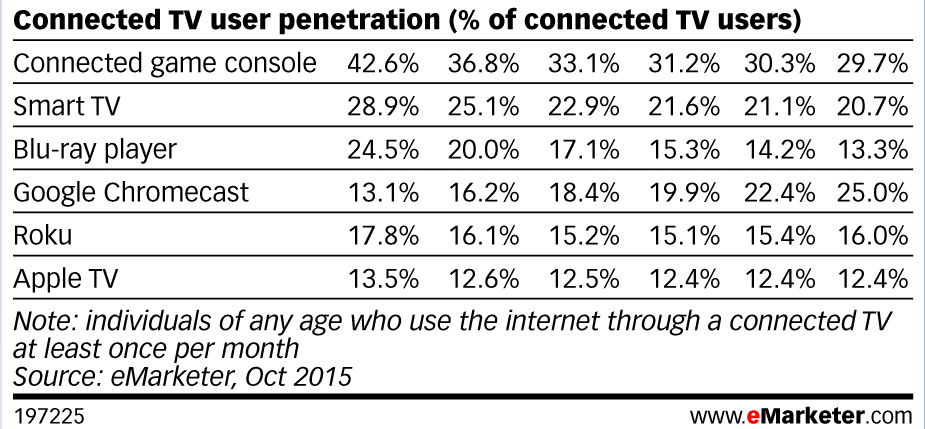 Connected TV user penetration (% of connected TV users)
Connected game console 42.6% 36.8% 33.1% 31.2% 30.3% 29.7%
Smart TV 28.9% 25.1% 22.9% 21.6% 21.1% 20.7%
Blu-ray player 24.5% 20.0% 17.1% 15.3% 14.2% 13.3%
Google Chromecast 13.1% 16.2% 18.4% 19.9% 22.4% 25.0%
Roku 17.8% 16.1% 15.2% 15.1% 15.4% 16.0%
Apple TV 13.5% 12.6% 12.5% 12.4% 12.4% 12.4%
Note: individuals of any age who use the internet through a connected TV
at least once per month
Source: eMarketer, Oct 2015
197225 www.eMarketer.com